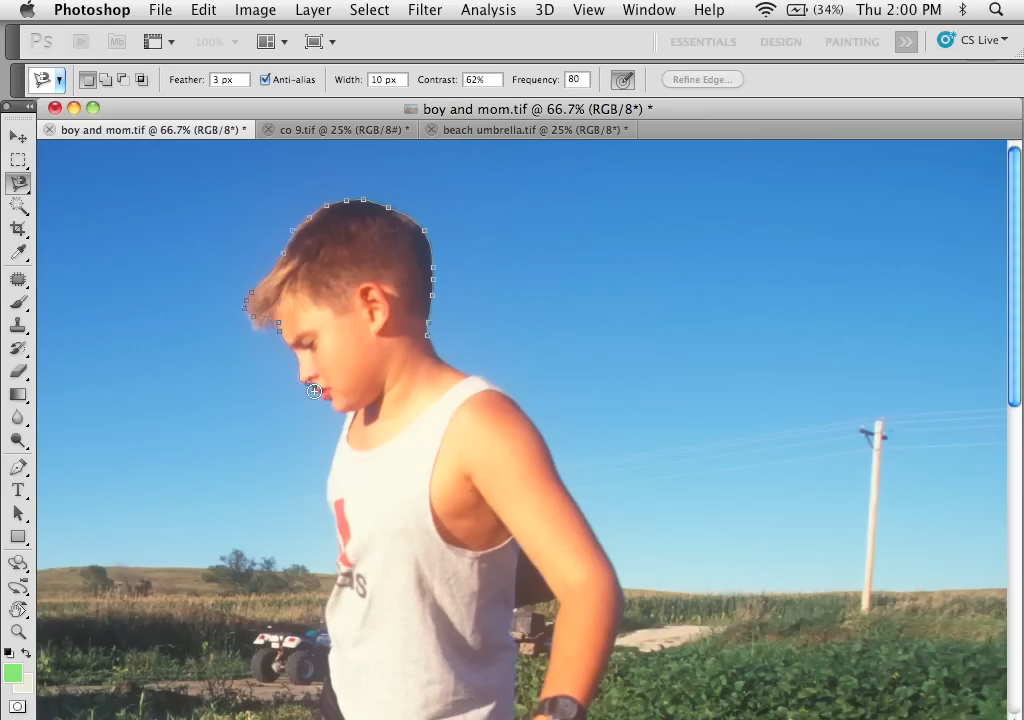 Photoshop File Edit Image Layer Select Filter Analysis 3D View Window Help (34%) Thu 2:00 PM
Ps Br Mb 100% ESSENTIALS DESIGN PAINTING CS Live
Feather: 3 px Anti-alias Width: 10 px Contrast: 62% Frequency: 80 Refine Edge...
boy and mom.tif @ 66.7% (RGB/8*) *
boy and mom.tif @ 66.7% (RGB/8*) * co 9.tif @ 25% (RGB/8#) * beach umbrella.tif @ 25% (RGB/8*) *
T